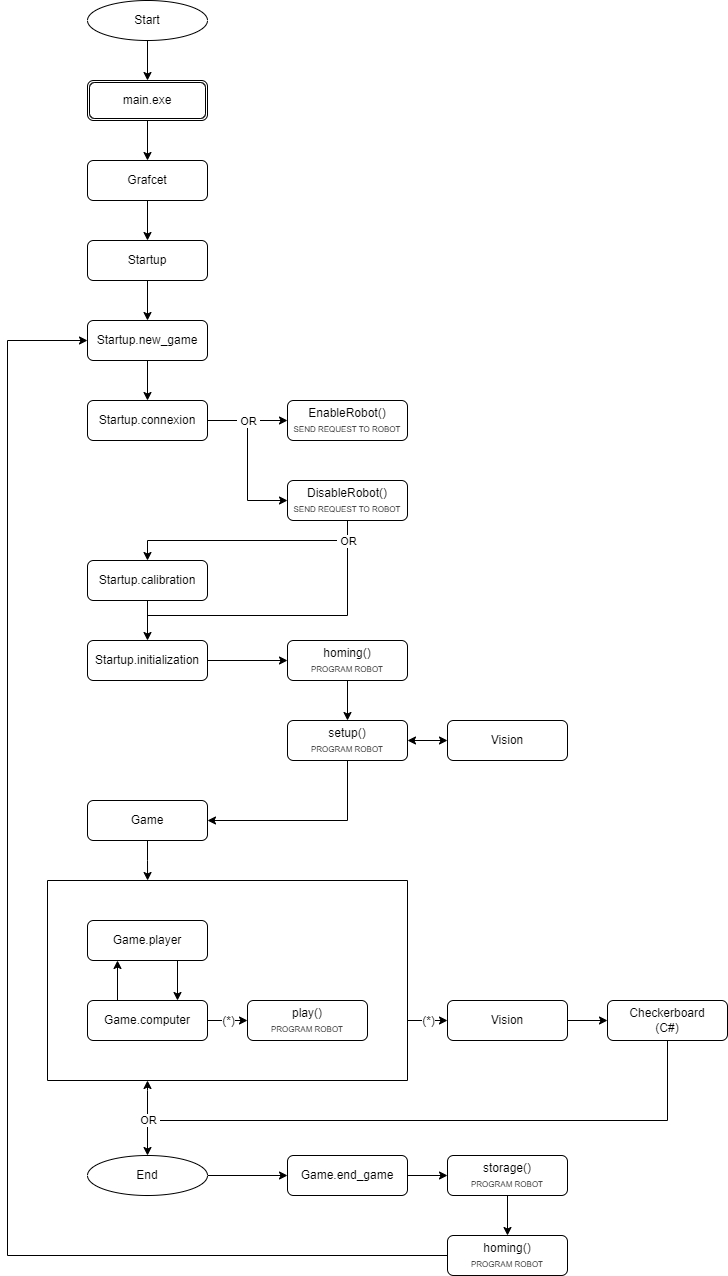 Start
main.exe
Grafcet
Startup
Startup.new_game
Startup.connexion
OR
EnableRobot()
SEND REQUEST TO ROBOT
DisableRobot()
SEND REQUEST TO ROBOT
OR
Startup.calibration
Startup.initialization
homing()
PROGRAM ROBOT
setup()
PROGRAM ROBOT
Vision
Game
Game.player
Game.computer
(*)
play()
PROGRAM ROBOT
(*)
Vision
Checkerboard
(C#)
OR
End
Game.end_game
storage()
PROGRAM ROBOT
homing()
PROGRAM ROBOT